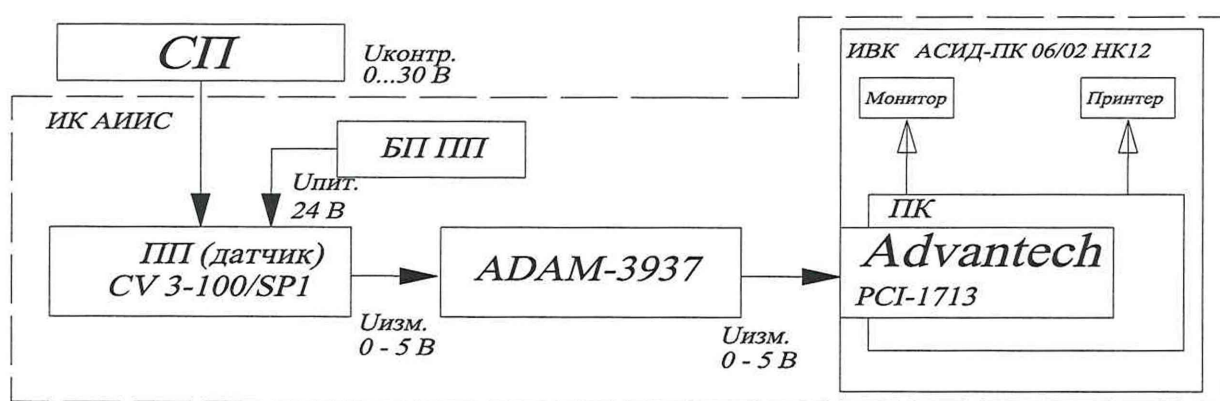 СП
Uконтр.
0...30 В
ИВК АСИД-ПК 06/02 НК12
Монитор
Принтер
ИК АИИС
БП ПП
Uпит.
24 В
ПК
ПП (датчик)
CV 3-100/SP1
ADAM-3937
Advantech
PCI-1713
Uизм.
0 - 5 В
Uизм.
0 - 5 В